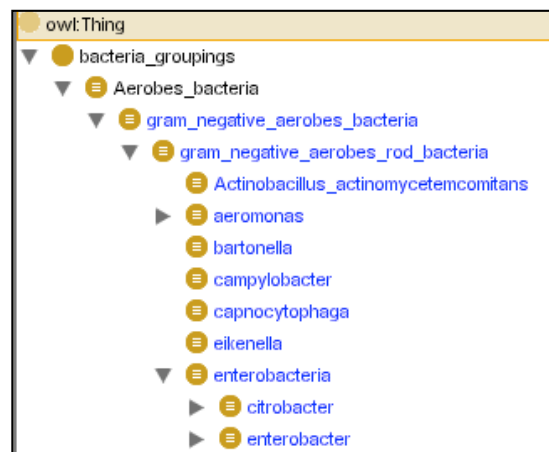 owl:Thing
bacteria_groupings
Aerobes_bacteria
gram_negative_aerobes_bacteria
gram_negative_aerobes_rod_bacteria
Actinobacillus_actinomycetemcomitans
aeromonas
bartonella
campylobacter
capnocytophaga
eikenella
enterobacteria
citrobacter
enterobacter